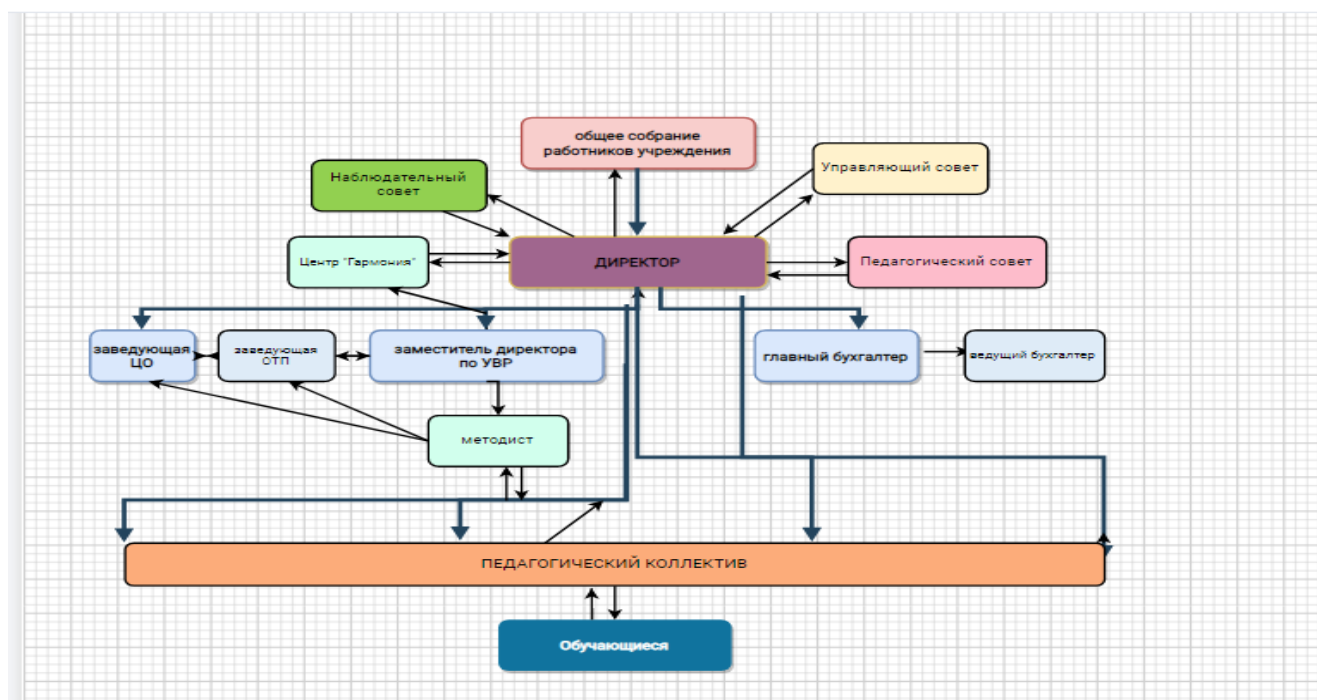 общее собрание
работников учреждения
Наблюдательный
совет
Управляющий совет
Центр "Гармония"
ДИРЕКТОР
Педагогический совет
заведующая
ЦО
заведующая
ОТП
заместитель директора
по УВР
главный бухгалтер
ведущий бухгалтер
методист
ПЕДАГОГИЧЕСКИЙ КОЛЛЕКТИВ
Обучающиеся